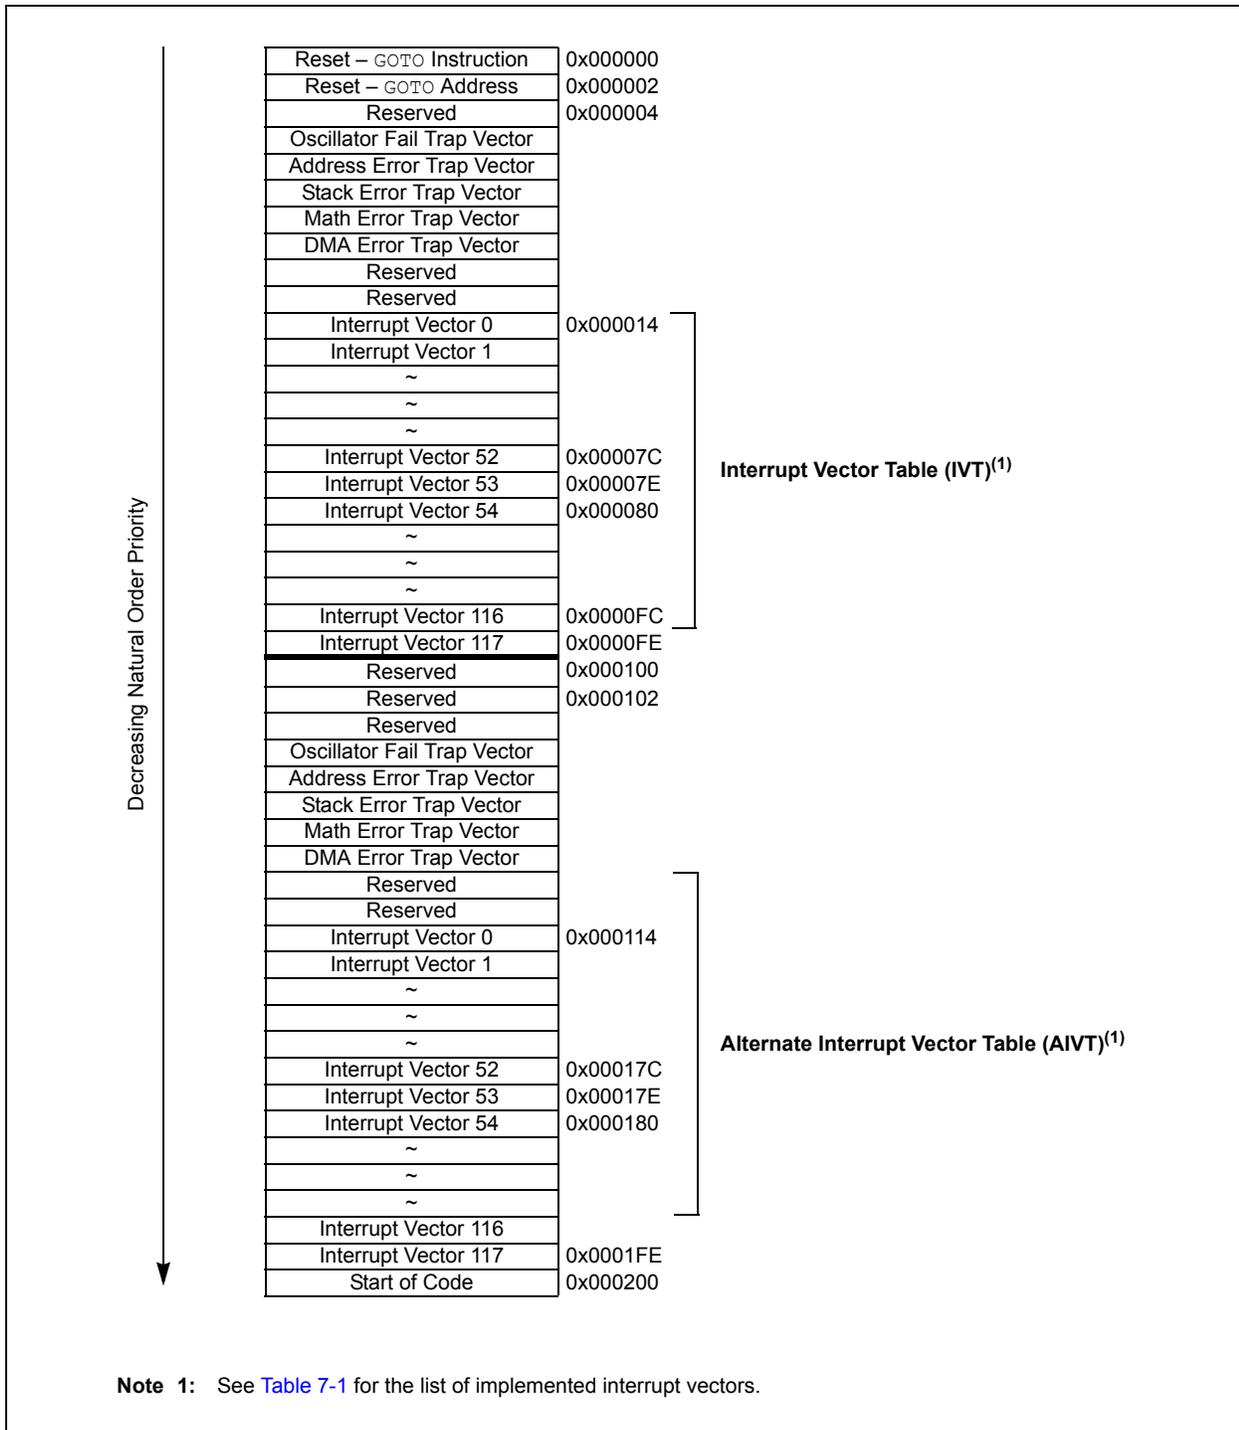 Reset – GOTO Instruction 0x000000
Reset – GOTO Address 0x000002
Reserved 0x000004
Oscillator Fail Trap Vector
Address Error Trap Vector
Stack Error Trap Vector
Math Error Trap Vector
DMA Error Trap Vector
Reserved
Reserved
Interrupt Vector 0 0x000014
Interrupt Vector 1
~
~
~
Interrupt Vector 52 0x00007C
Interrupt Vector 53 0x00007E
Interrupt Vector 54 0x000080
~
~
~
Interrupt Vector 116 0x0000FC
Interrupt Vector 117 0x0000FE
Interrupt Vector Table (IVT)(1)
Decreasing Natural Order Priority
Reserved 0x000100
Reserved 0x000102
Reserved
Oscillator Fail Trap Vector
Address Error Trap Vector
Stack Error Trap Vector
Math Error Trap Vector
DMA Error Trap Vector
Reserved
Reserved
Interrupt Vector 0 0x000114
Interrupt Vector 1
~
~
~
Interrupt Vector 52 0x00017C
Interrupt Vector 53 0x00017E
Interrupt Vector 54 0x000180
~
~
~
Interrupt Vector 116
Interrupt Vector 117 0x0001FE
Start of Code 0x000200
Alternate Interrupt Vector Table (AIVT)(1)
Note 1: See Table 7-1 for the list of implemented interrupt vectors.